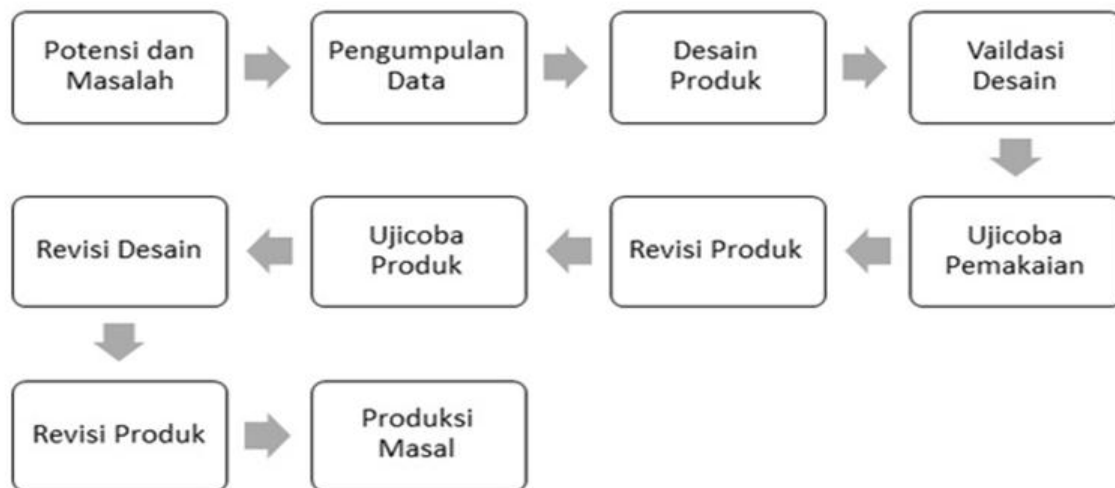 Potensi dan
Masalah
Pengumpulan
Data
Desain
Produk
Vaildasi
Desain
Ujicoba
Pemakaian
Revisi Produk
Ujicoba
Produk
Revisi Desain
Revisi Produk
Produksi
Masal